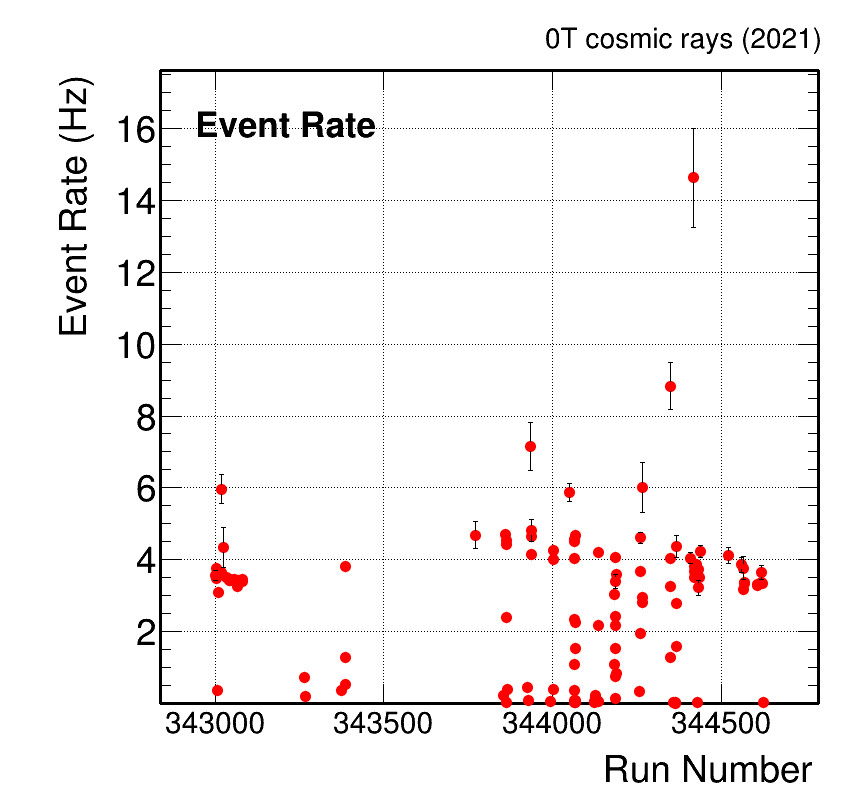 0T cosmic rays (2021)
Event Rate (Hz)
Event Rate
16
14
12
10
8
6
4
2
343000 343500 344000 344500
Run Number